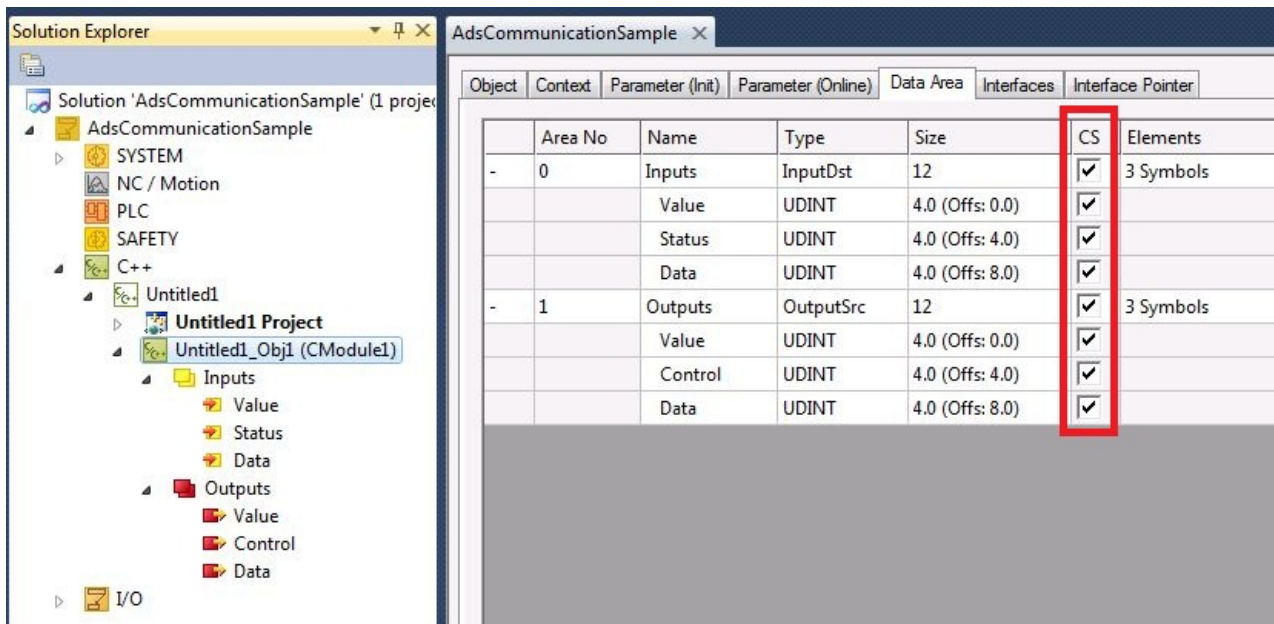 Solution Explorer
Solution 'AdsCommunicationSample' (1 projec
AdsCommunicationSample
SYSTEM
NC / Motion
PLC
SAFETY
C++
Untitled1
Untitled1 Project
Untitled1_Obj1 (CModule1)
Inputs
Value
Status
Data
Outputs
Value
Control
Data
I/O
AdsCommunicationSample
Object Context Parameter (Init) Parameter (Online) Data Area Interfaces Interface Pointer
Area No Name Type Size CS Elements
- 0 Inputs InputDst 12 3 Symbols
Value UDINT 4.0 (Offs: 0.0)
Status UDINT 4.0 (Offs: 4.0)
Data UDINT 4.0 (Offs: 8.0)
- 1 Outputs OutputSrc 12 3 Symbols
Value UDINT 4.0 (Offs: 0.0)
Control UDINT 4.0 (Offs: 4.0)
Data UDINT 4.0 (Offs: 8.0)